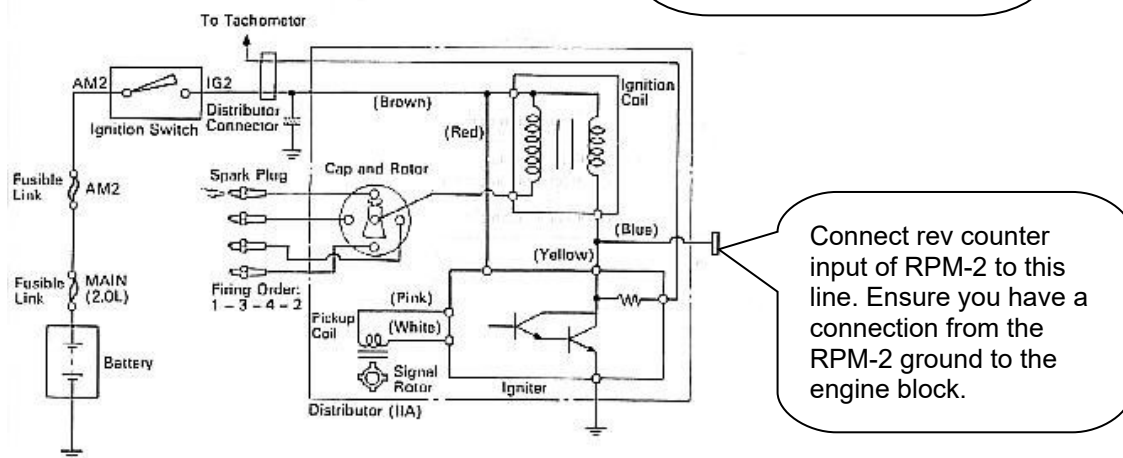 To Tachometer
AM2
IG2
Ignition Switch
Distributor
Connector
(Brown)
(Red)
Ignition
Coil
Fusible
Link
AM2
Spark Plug
Cap and Rotor
(Blue)
(Yellow)
Fusible
Link
MAIN
(2.0L)
Firing Order:
1 – 3 – 4 – 2
(Pink)
Pickup
Coil
(White)
Battery
Signal
Rotor
Igniter
Distributor (IIA)
Connect rev counter
input of RPM-2 to this
line. Ensure you have a
connection from the
RPM-2 ground to the
engine block.